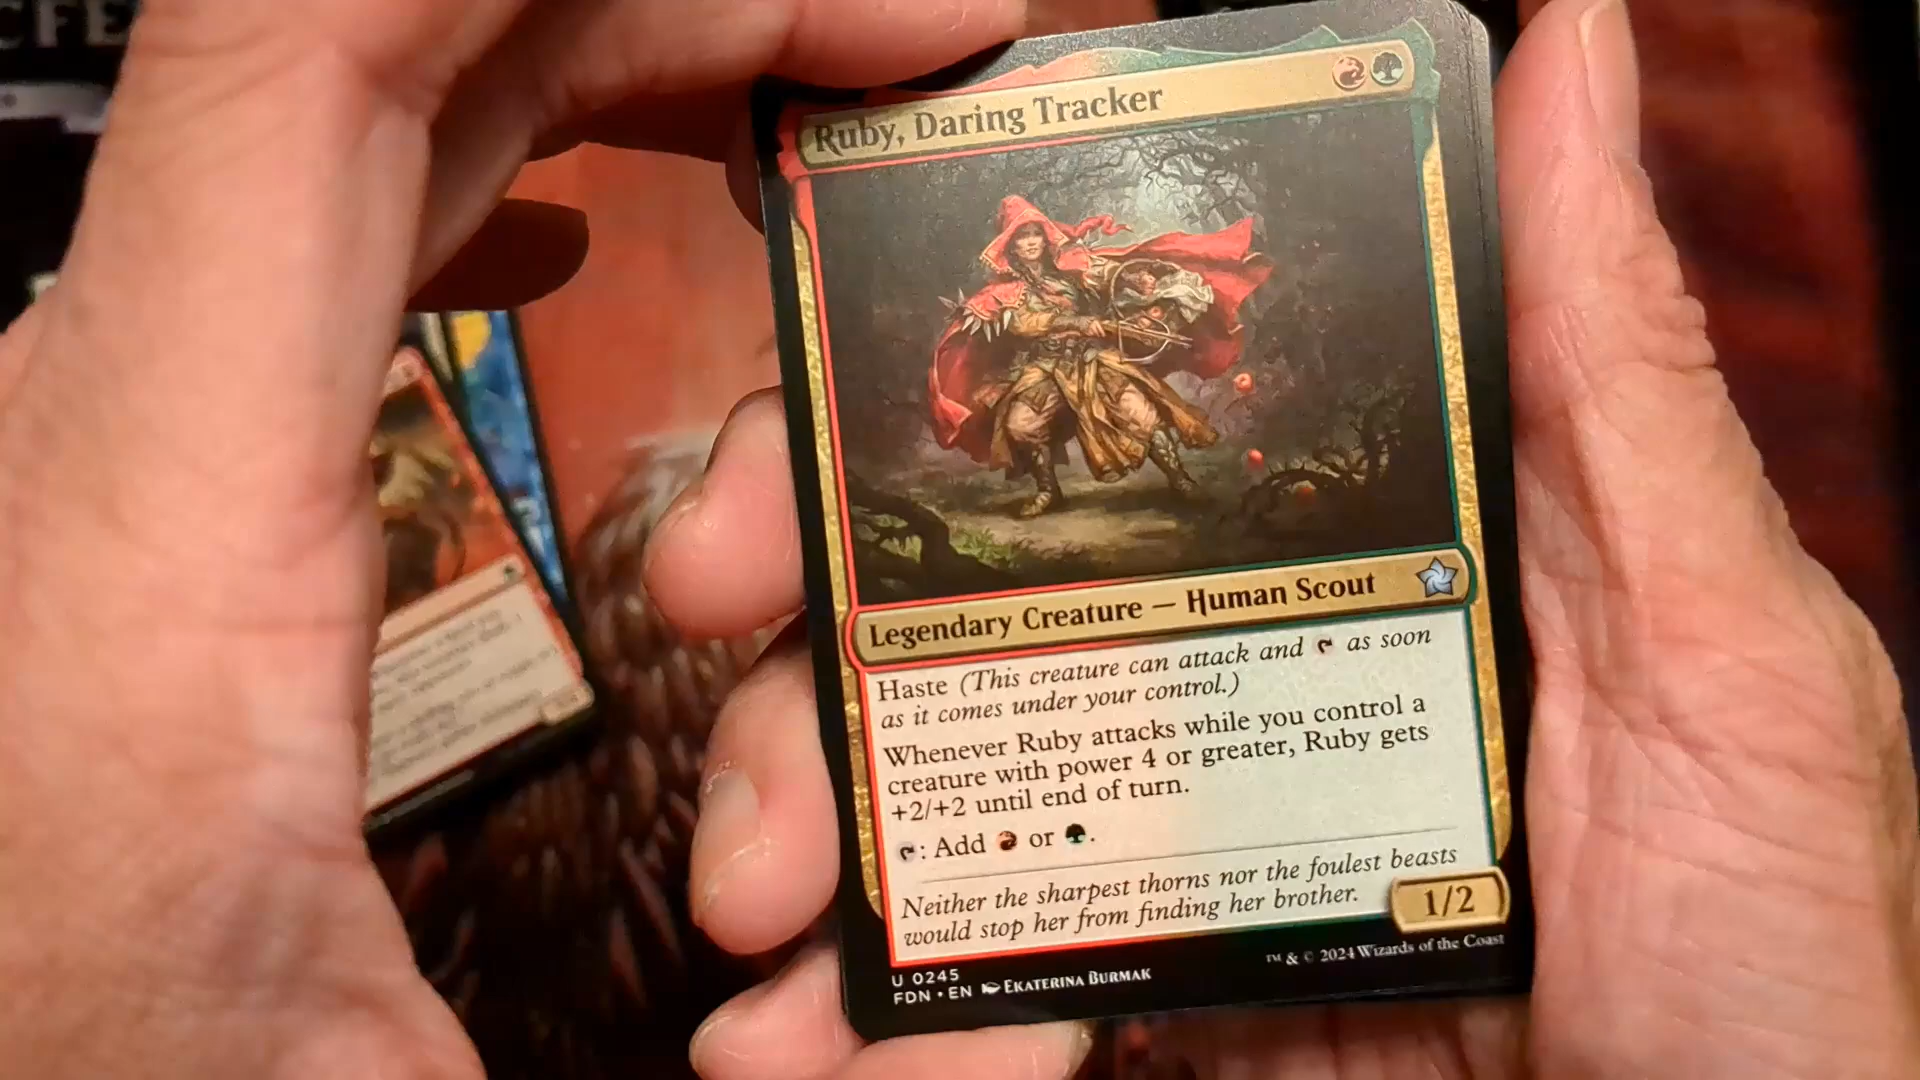 Ruby, Daring Tracker
Legendary Creature — Human Scout
Haste (This creature can attack and as soon
as it comes under your control.)
Whenever Ruby attacks while you control a
creature with power 4 or greater, Ruby gets
+2/+2 until end of turn.
: Add or .
Neither the sharpest thorns nor the foulest beasts
would stop her from finding her brother.
1/2
U 0245
FDN • EN EKATERINA BURMAK
™ & © 2024 Wizards of the Coast